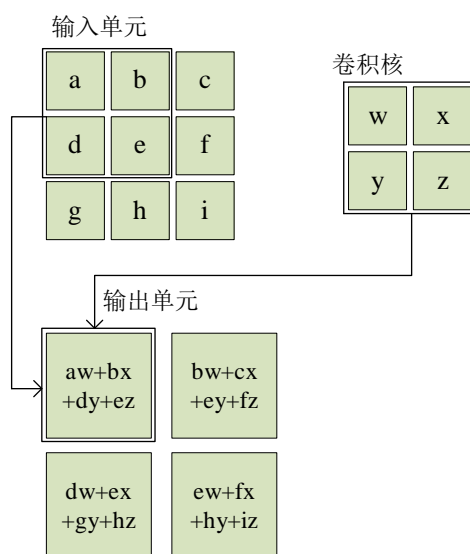 输入单元
a b c
d e f
g h i
卷积核
w x
y z
输出单元
aw+bx
+dy+ez
bw+cx
+ey+fz
dw+ex
+gy+hz
ew+fx
+hy+iz